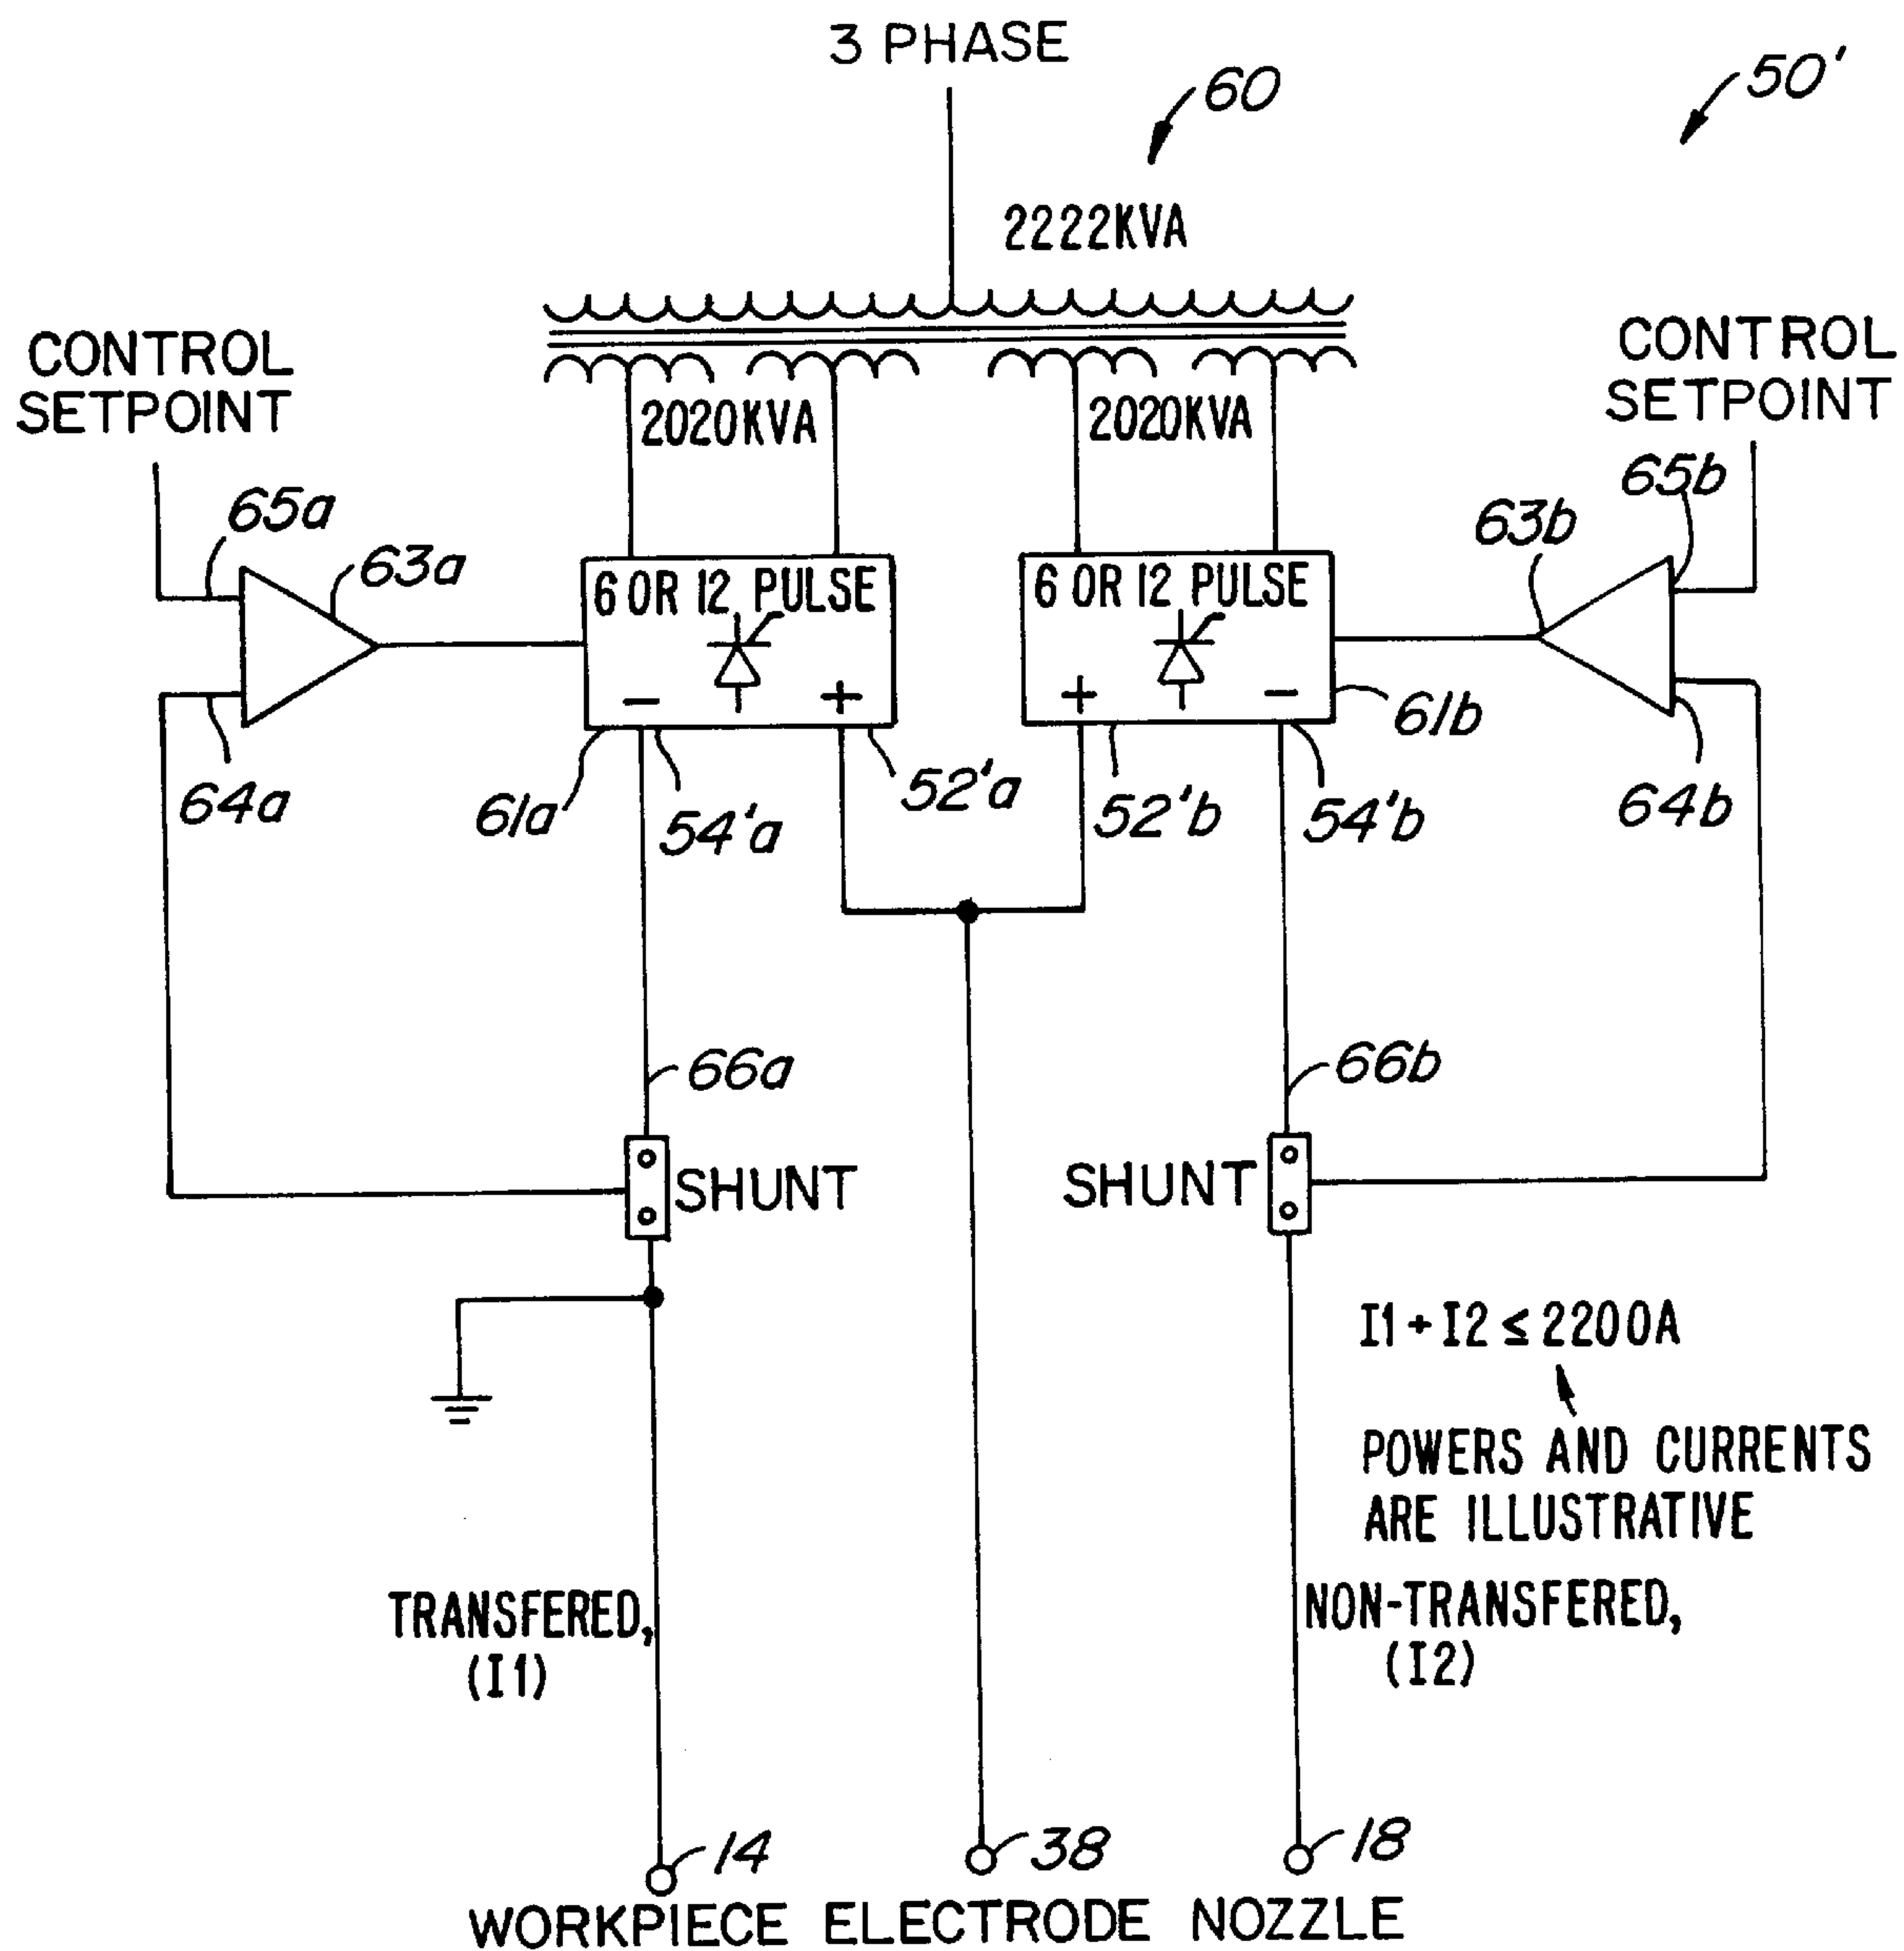 3 PHASE
60
50'
2222KVA
CONTROL
SETPOINT
CONTROL
SETPOINT
2020KVA
2020KVA
65a
63a
63b
65b
6 OR 12 PULSE
6 OR 12 PULSE
− +
+ −
64a
61a
54'a
52'a
52'b
54'b
61b
64b
66a
66b
SHUNT
SHUNT
I1 + I2 ≤ 2200A
POWERS AND CURRENTS
ARE ILLUSTRATIVE
TRANSFERED,
(I1)
NON-TRANSFERED,
(I2)
14
38
18
WORKPIECE ELECTRODE NOZZLE